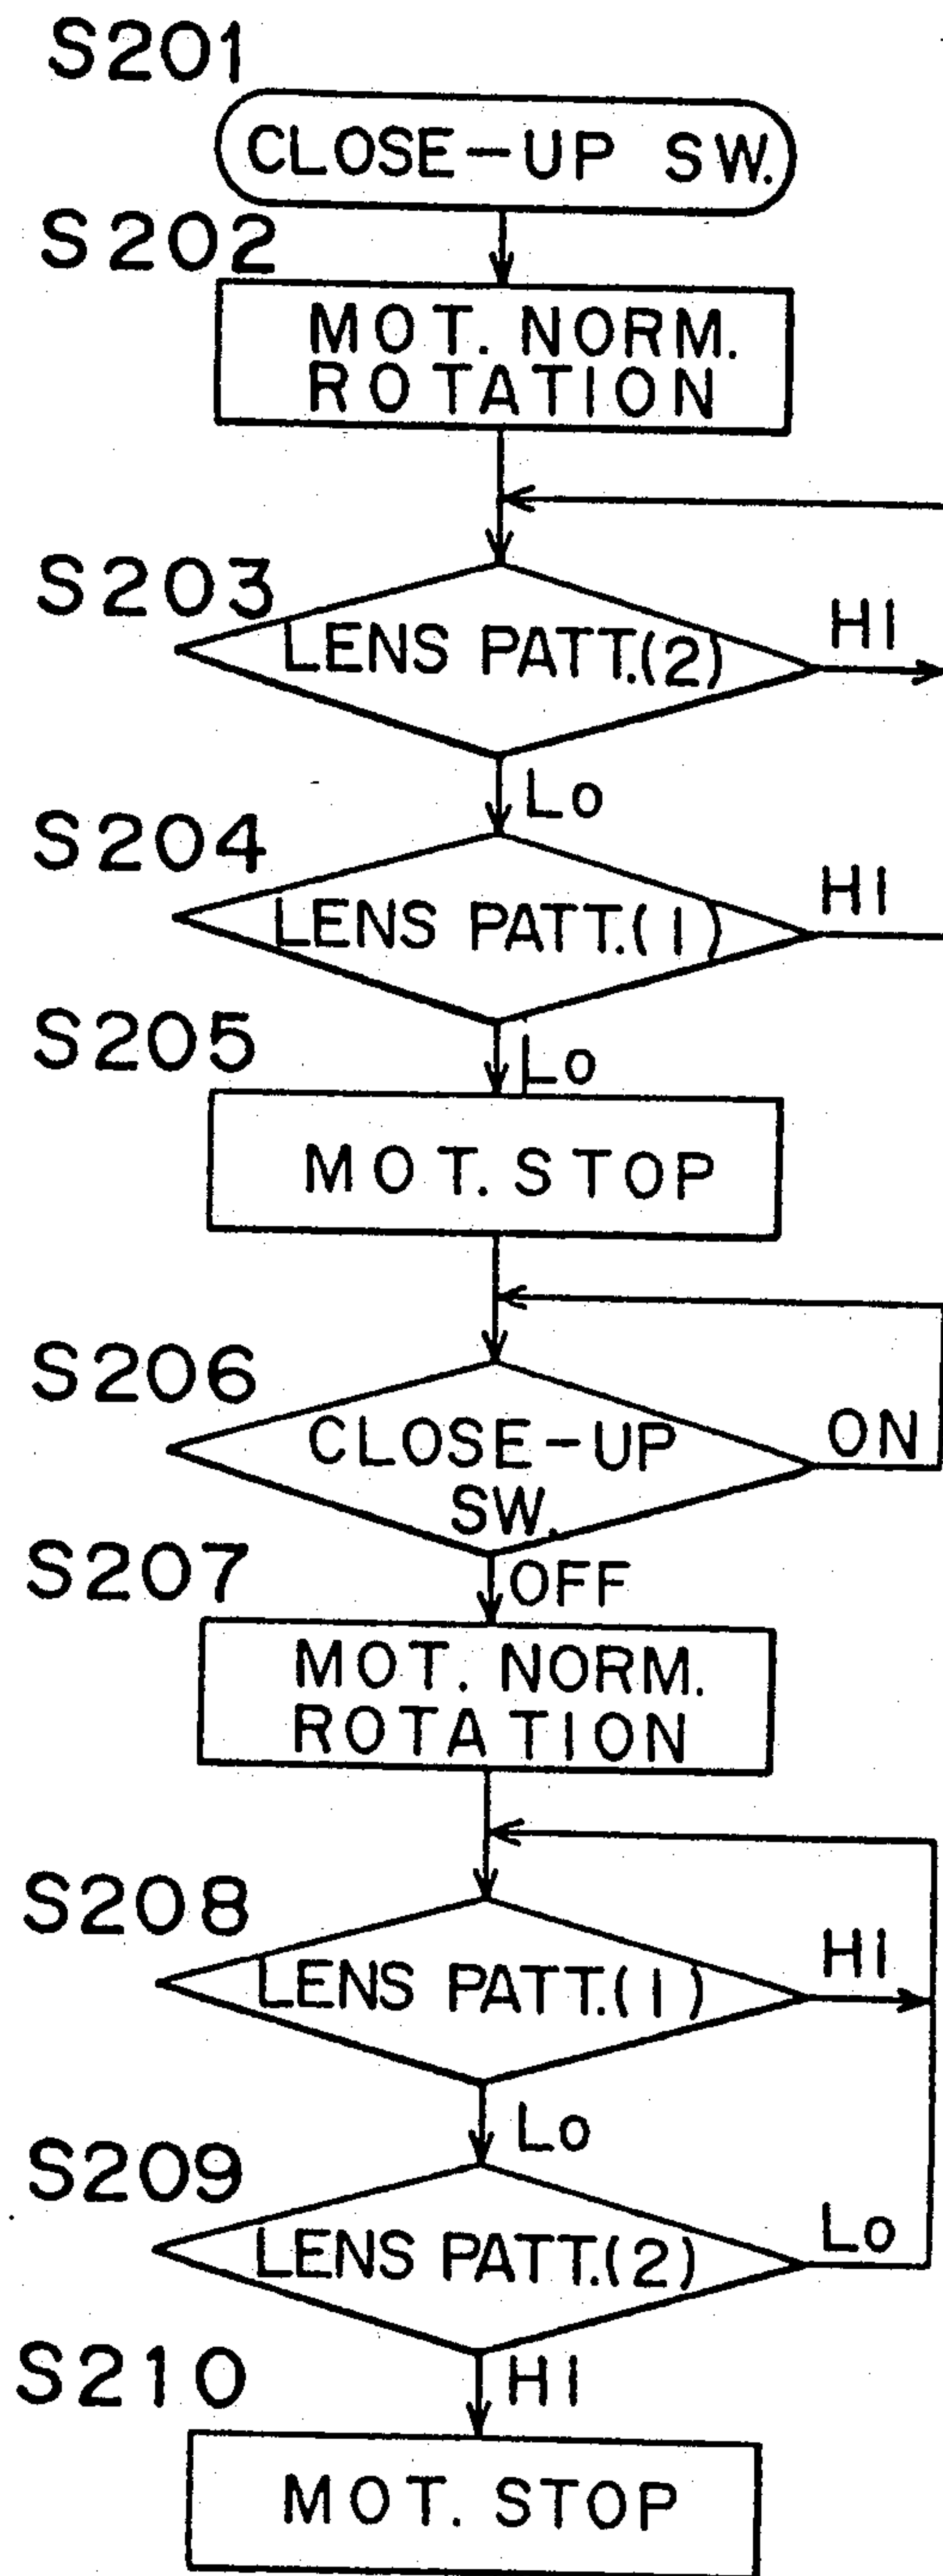 S201
CLOSE-UP SW.
S202
MOT. NORM.
ROTATION
S203
LENS PATT.(2)
HI
Lo
S204
LENS PATT.(1)
HI
Lo
S205
MOT. STOP
S206
CLOSE-UP
SW.
ON
OFF
S207
MOT. NORM.
ROTATION
S208
LENS PATT.(1)
HI
Lo
S209
LENS PATT.(2)
Lo
HI
S210
MOT. STOP